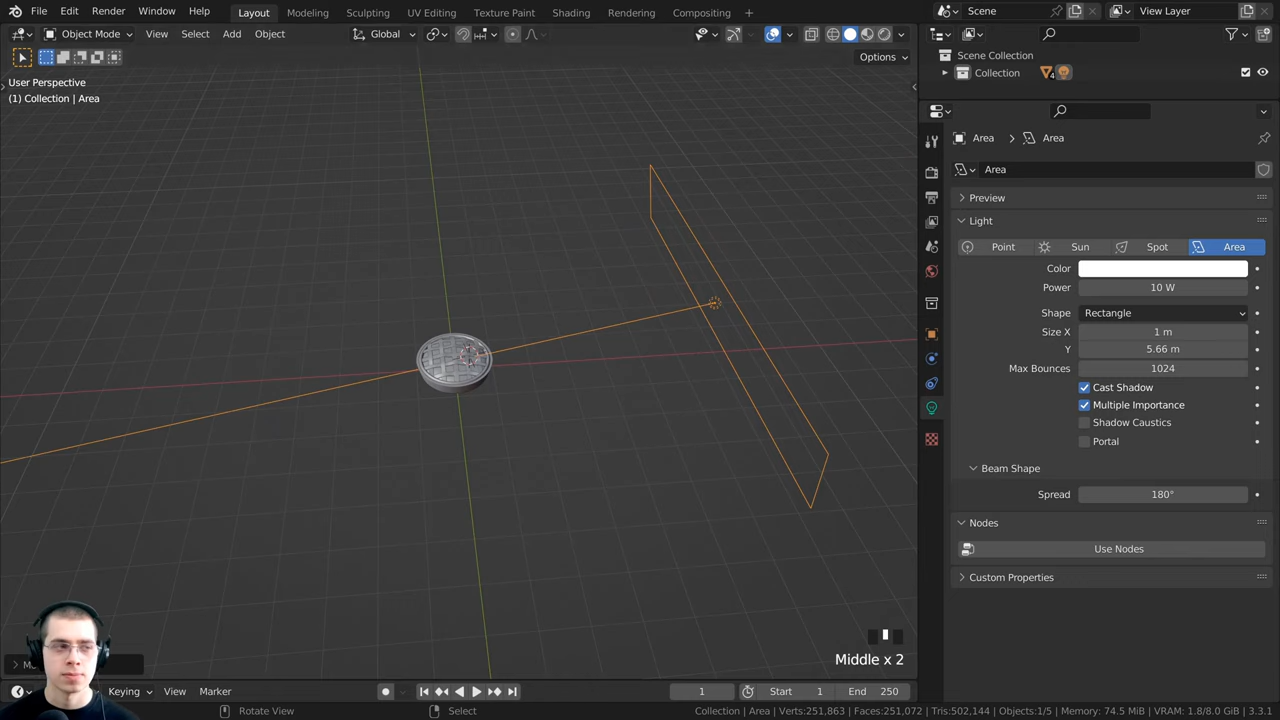 File Edit Render Window Help Layout Modeling Sculpting UV Editing Texture Paint Shading Rendering Compositing + Scene View Layer
Object Mode View Select Add Object Global
Options
User Perspective
(1) Collection | Area
Scene Collection
Collection
4
Area > Area
Area
Preview
Light
Point Sun Spot Area
Color
Power 10 W
Shape Rectangle
Size X 1 m
Y 5.66 m
Max Bounces 1024
Cast Shadow
Multiple Importance
Shadow Caustics
Portal
Beam Shape
Spread 180°
Nodes
Use Nodes
Custom Properties
Middle x 2
Keying View Marker 1 Start 1 End 250
Rotate View Select Collection | Area Verts:251,863 | Faces:251,072 | Tris:502,144 | Objects:1/5 | Memory: 74.5 MiB | VRAM: 1.8/8.0 GiB | 3.3.1